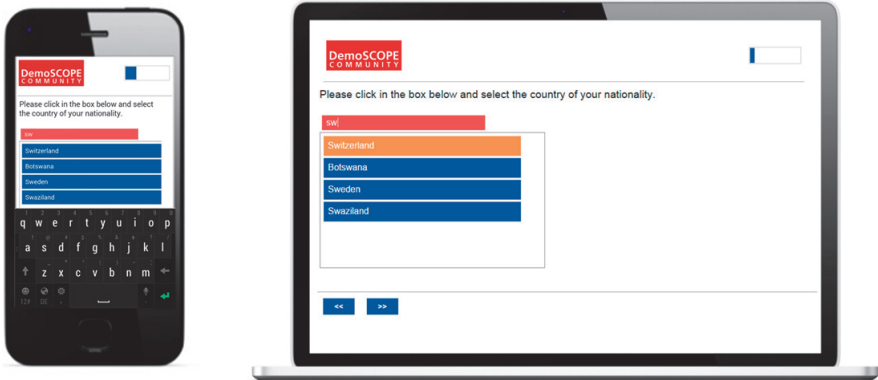 DemoSCOPE
COMMUNITY
Please click in the box below and select
the country of your nationality.
sw
Switzerland
Botswana
Sweden
Swaziland
q w e r t y u i o p
a s d f g h j k l
z x c v b n m
12# DE ,
DemoSCOPE
COMMUNITY
Please click in the box below and select the country of your nationality.
sw
Switzerland
Botswana
Sweden
Swaziland
<< >>